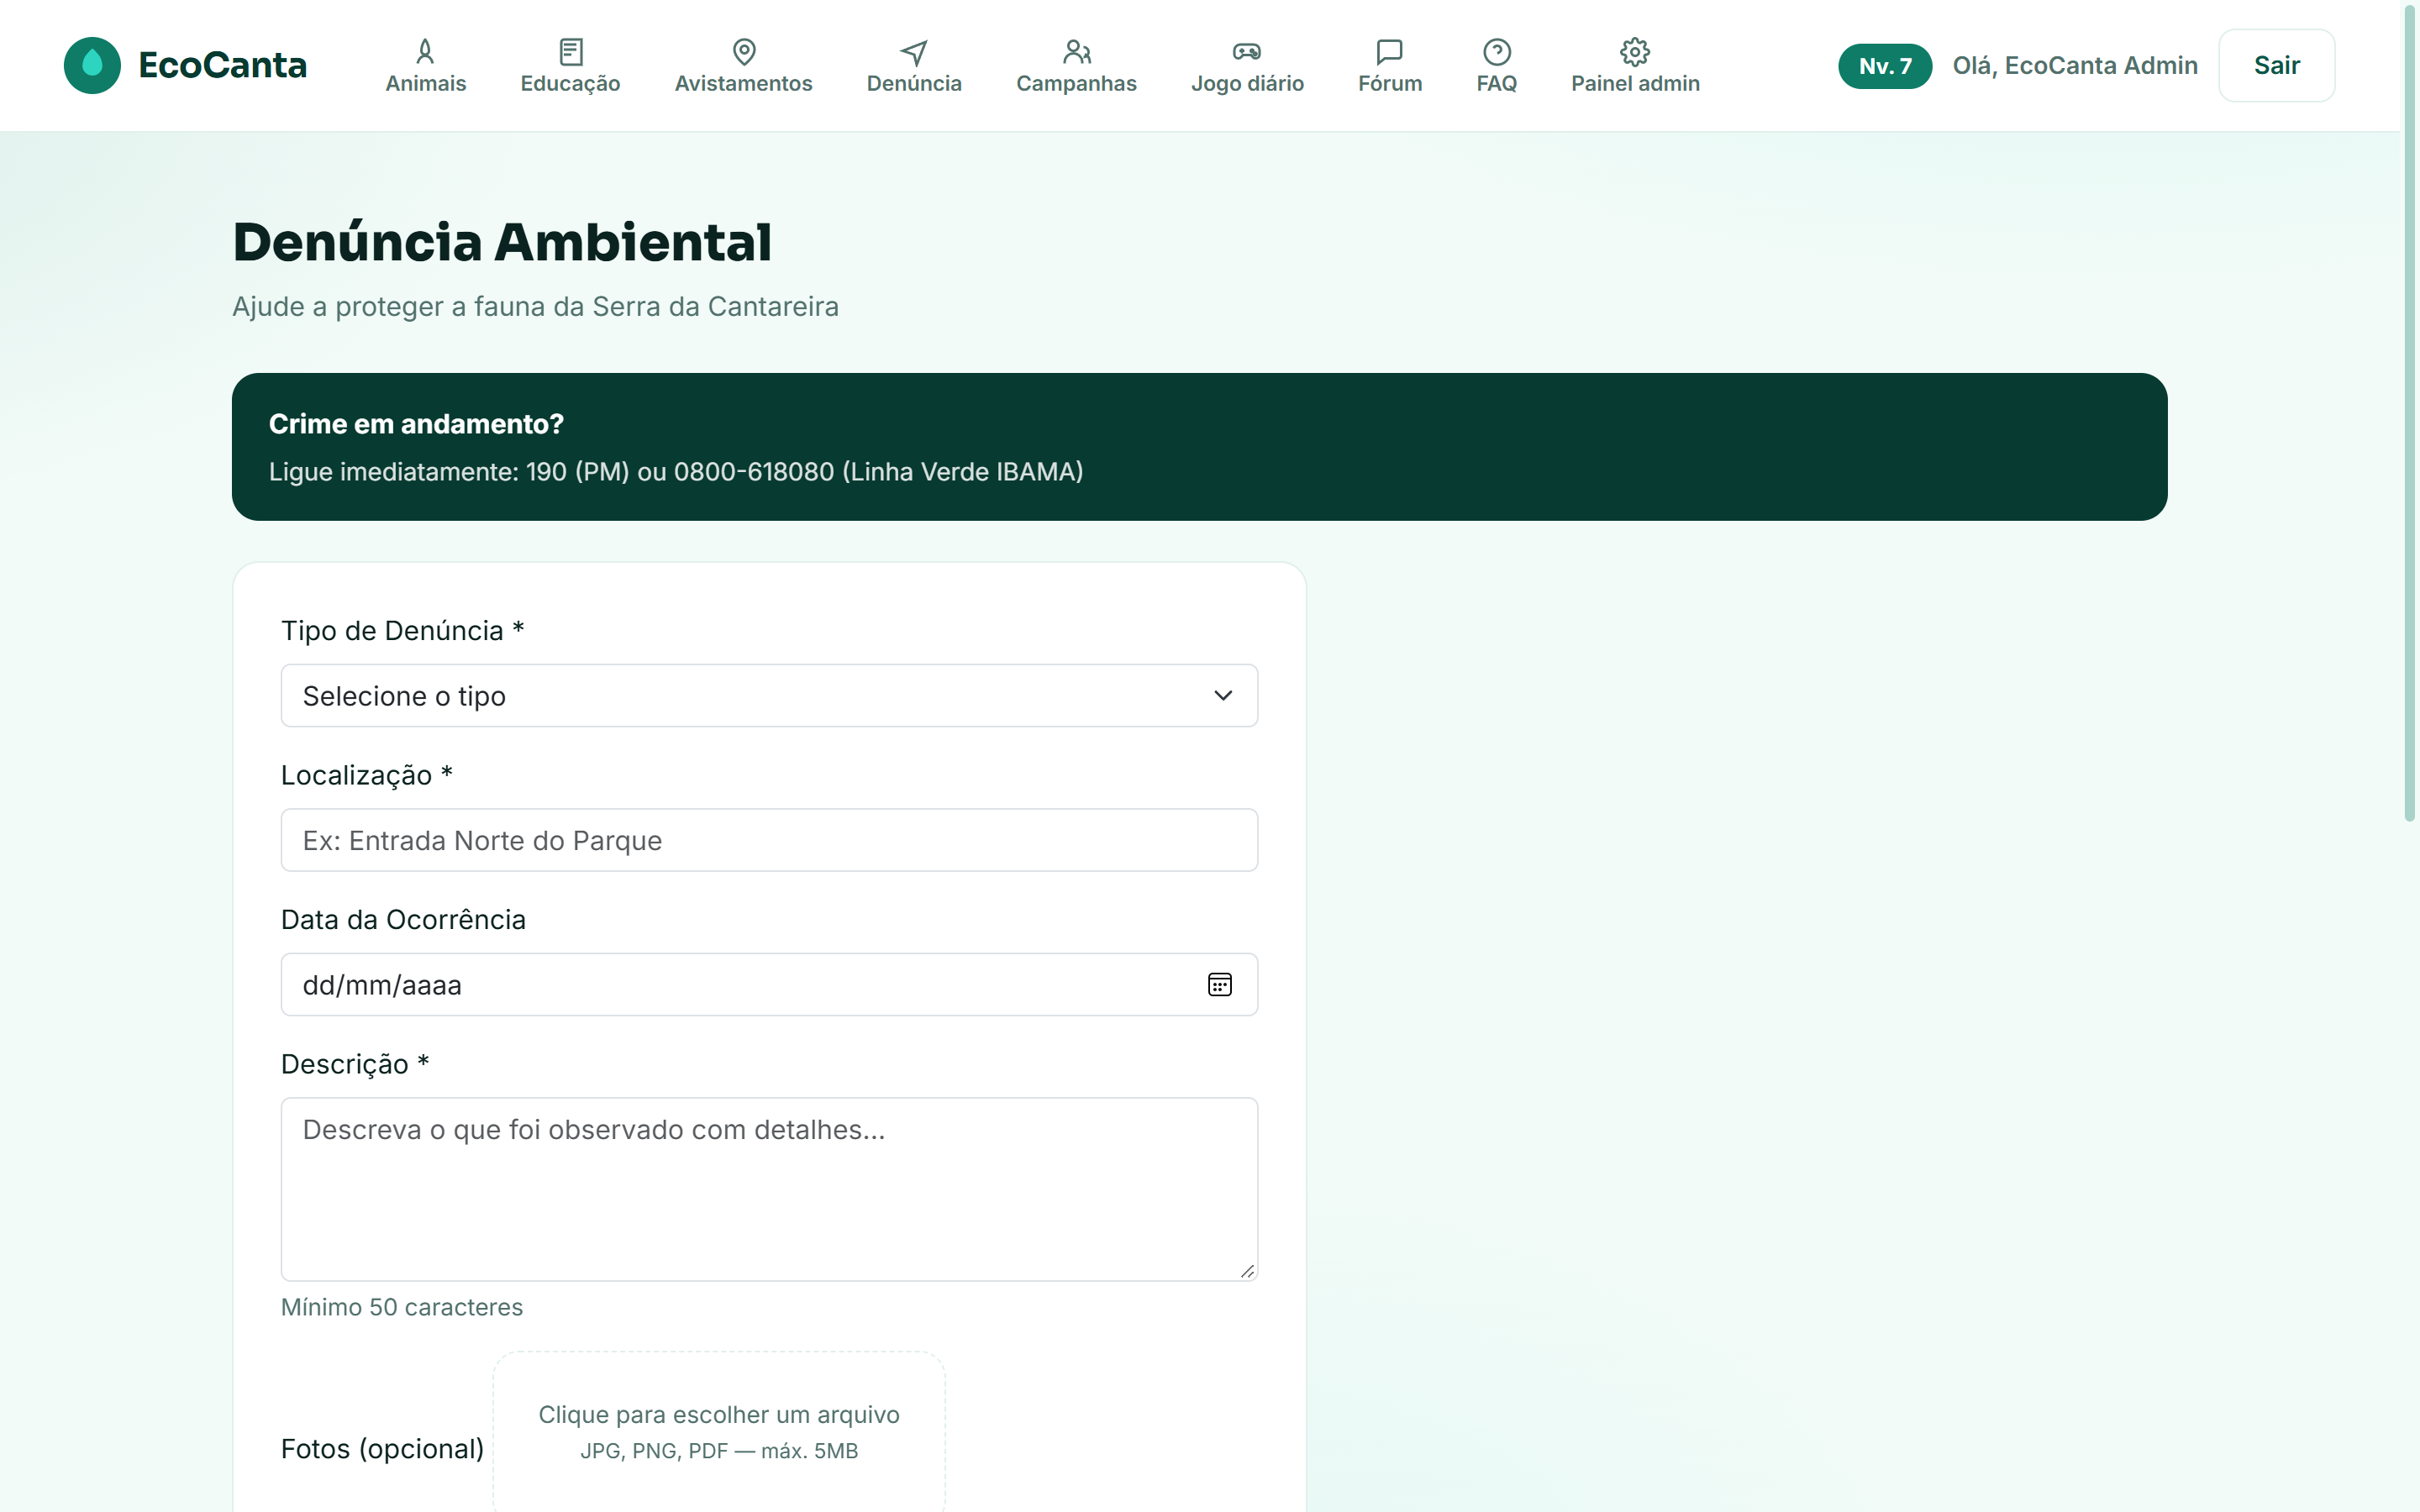 EcoCanta
Animais
Educação
Avistamentos
Denúncia
Campanhas
Jogo diário
Fórum
FAQ
Painel admin
Nv. 7
Olá, EcoCanta Admin
Sair
Denúncia Ambiental
Ajude a proteger a fauna da Serra da Cantareira
Crime em andamento?
Ligue imediatamente: 190 (PM) ou 0800-618080 (Linha Verde IBAMA)
Tipo de Denúncia *
Selecione o tipo
Localização *
Ex: Entrada Norte do Parque
Data da Ocorrência
dd/mm/aaaa
Descrição *
Descreva o que foi observado com detalhes...
Mínimo 50 caracteres
Fotos (opcional)
Clique para escolher um arquivo
JPG, PNG, PDF — máx. 5MB